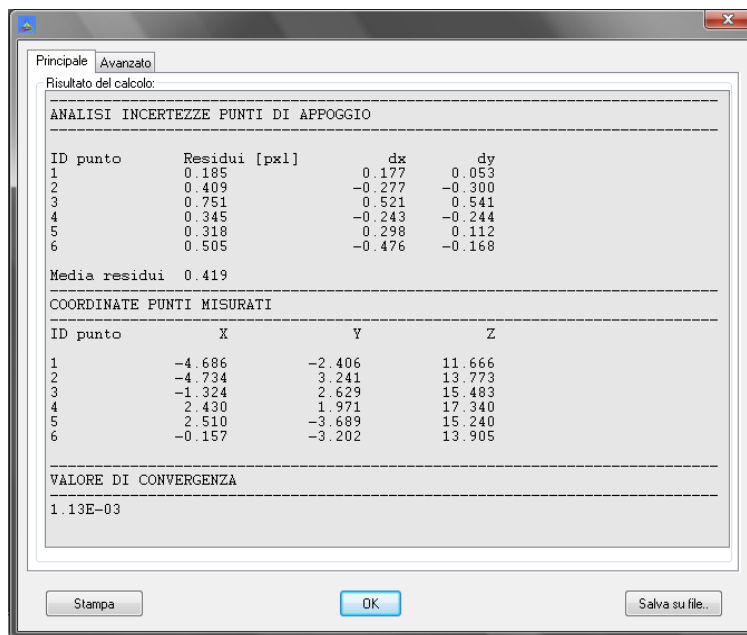 Principale Avanzato
Risultato del calcolo:
ANALISI INCERTEZZE PUNTI DI APPOGGIO
ID punto Residui [pxl] dx dy
1 0.185 0.177 0.053
2 0.409 -0.277 -0.300
3 0.751 0.521 0.541
4 0.345 -0.243 -0.244
5 0.318 0.298 0.112
6 0.505 -0.476 -0.168
Media residui 0.419
COORDINATE PUNTI MISURATI
ID punto X Y Z
1 -4.686 -2.406 11.666
2 -4.734 3.241 13.773
3 -1.324 2.629 15.483
4 2.430 1.971 17.340
5 2.510 -3.689 15.240
6 -0.157 -3.202 13.905
VALORE DI CONVERGENZA
1.13E-03
Stampa OK Salva su file..